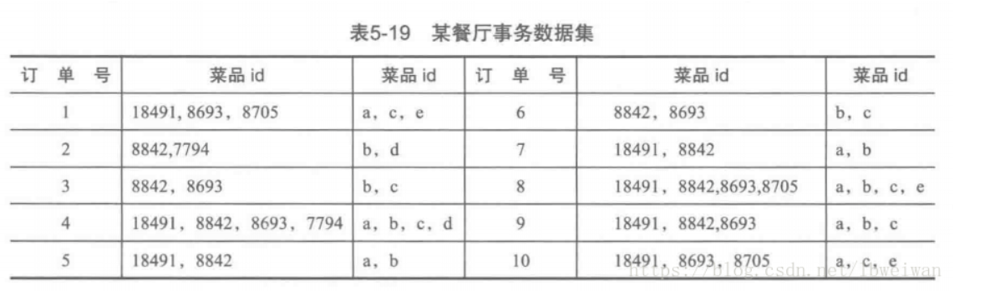 表5-19 某餐厅事务数据集
订 单 号 菜品 id 菜品 id 订 单 号 菜品 id 菜品 id
1 18491,8693, 8705 a, c, e 6 8842, 8693 b, c
2 8842,7794 b, d 7 18491, 8842 a, b
3 8842, 8693 b, c 8 18491, 8842,8693,8705 a, b, c, e
4 18491, 8842, 8693, 7794 a, b, c, d 9 18491, 8842,8693 a, b, c
5 18491, 8842 a, b 10 18491, 8693, 8705 a, c, e
https://blog.csdn.net/lbweiwan